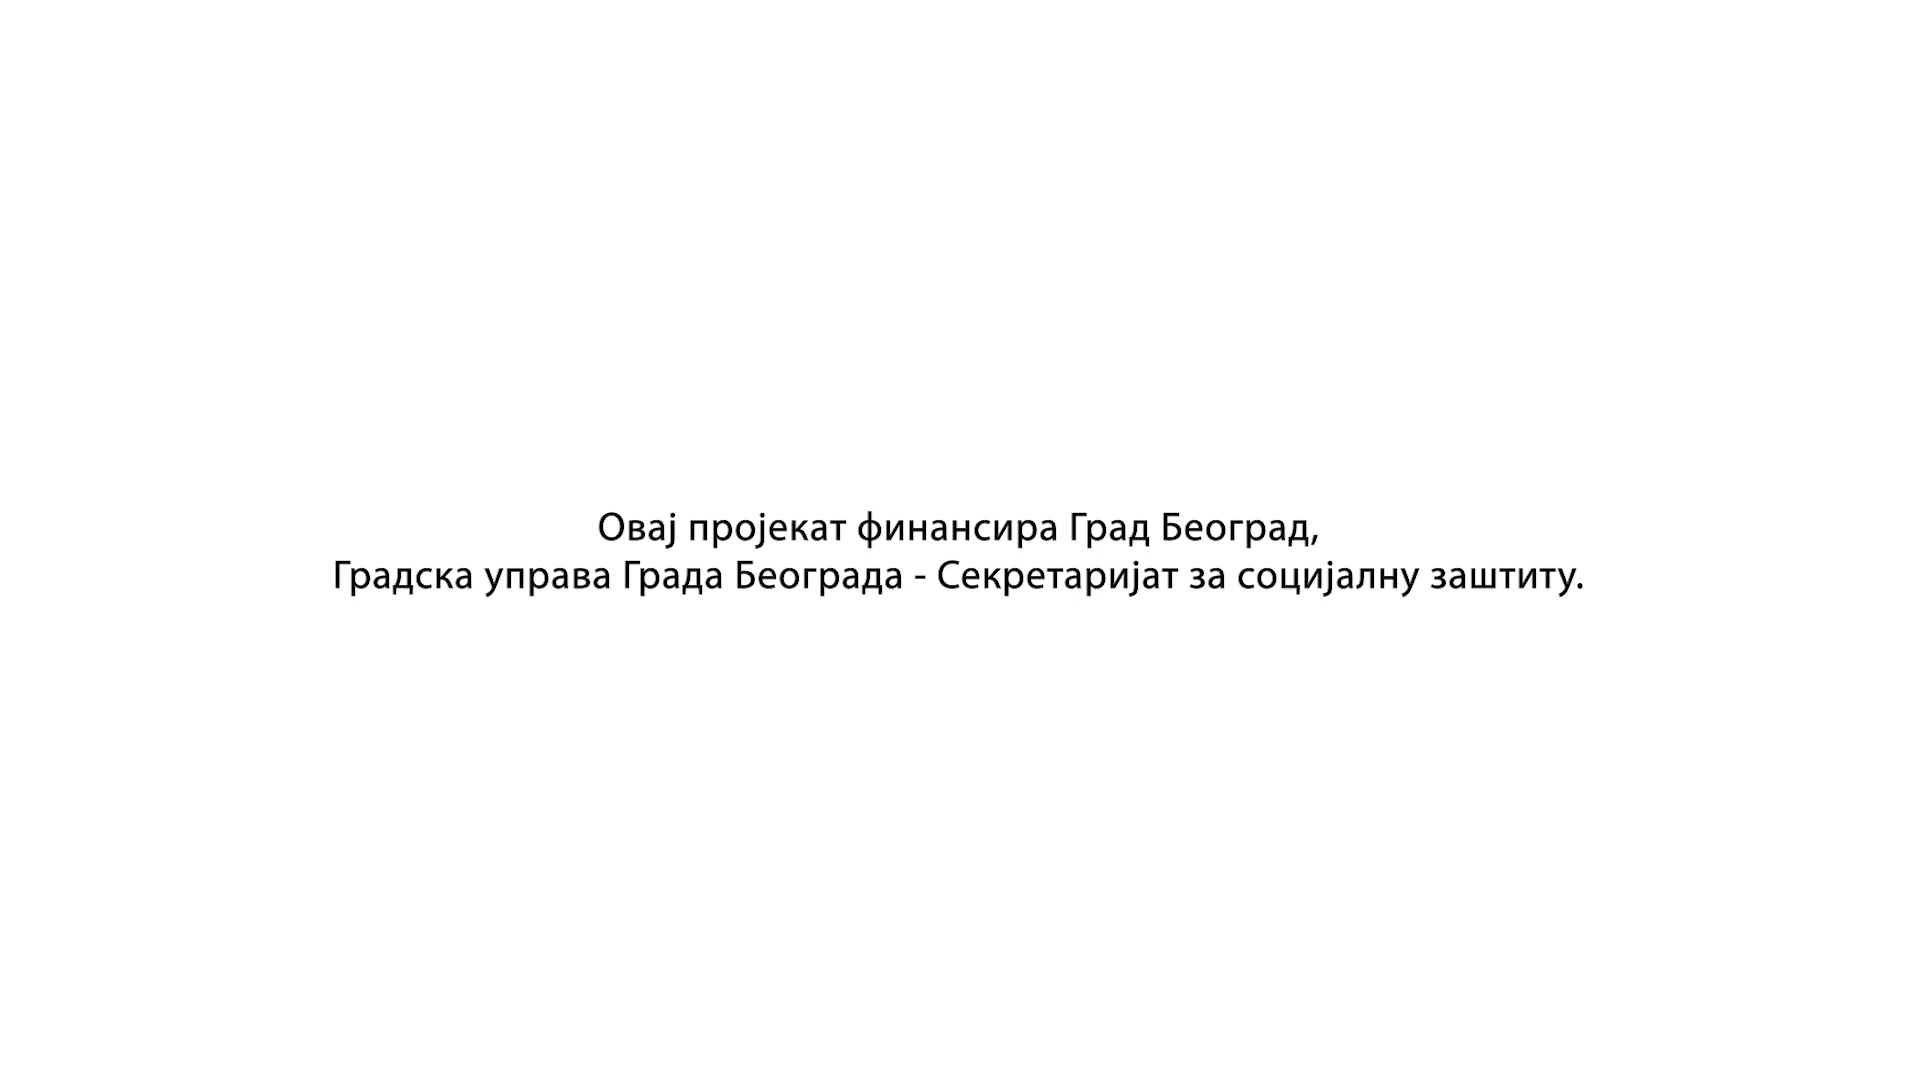 Овај пројекат финансира Град Београд,
Градска управа Града Београда - Секретаријат за социјалну заштиту.